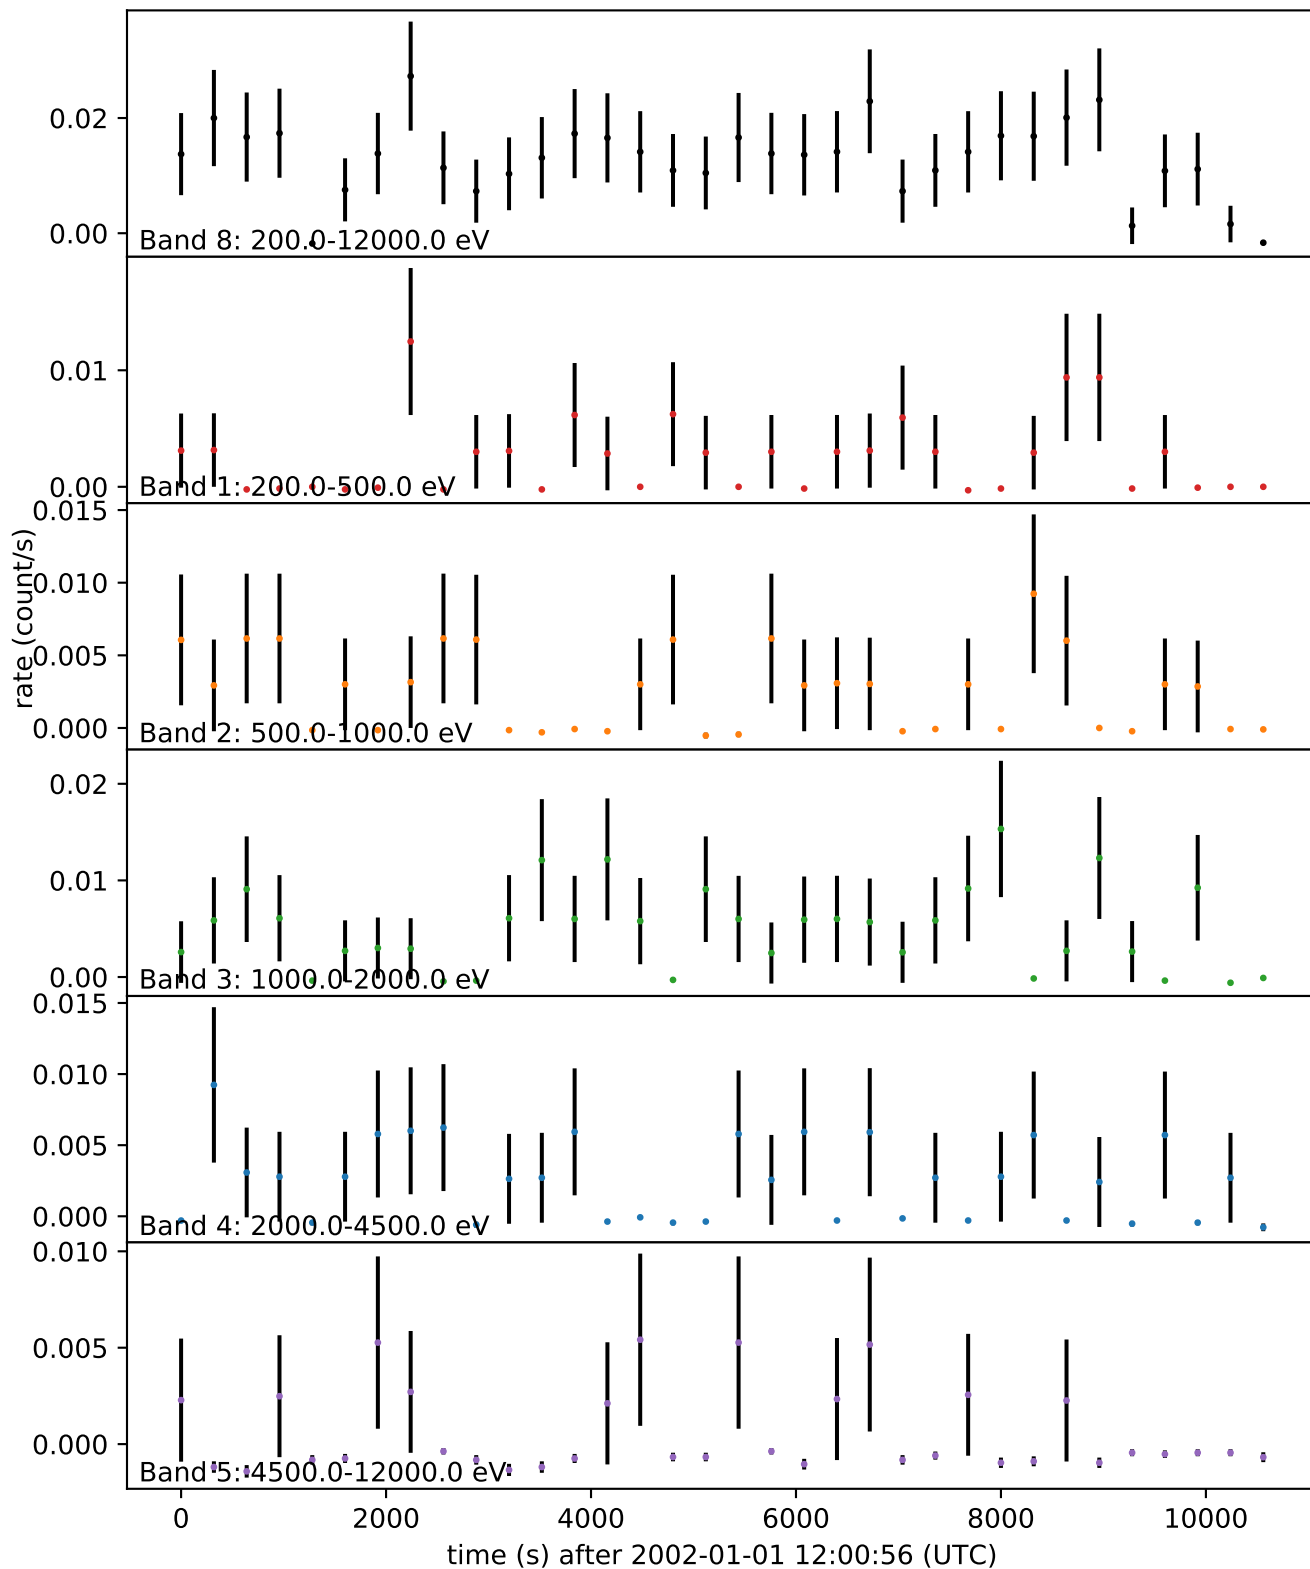 0.02
0.00
Band 8: 200.0-12000.0 eV
0.01
0.00
Band 1: 200.0-500.0 eV
rate (count/s)
0.015
0.010
0.005
0.000
Band 2: 500.0-1000.0 eV
0.02
0.01
0.00
Band 3: 1000.0-2000.0 eV
0.015
0.010
0.005
0.000
Band 4: 2000.0-4500.0 eV
0.010
0.005
0.000
Band 5: 4500.0-12000.0 eV
0 2000 4000 6000 8000 10000
time (s) after 2002-01-01 12:00:56 (UTC)